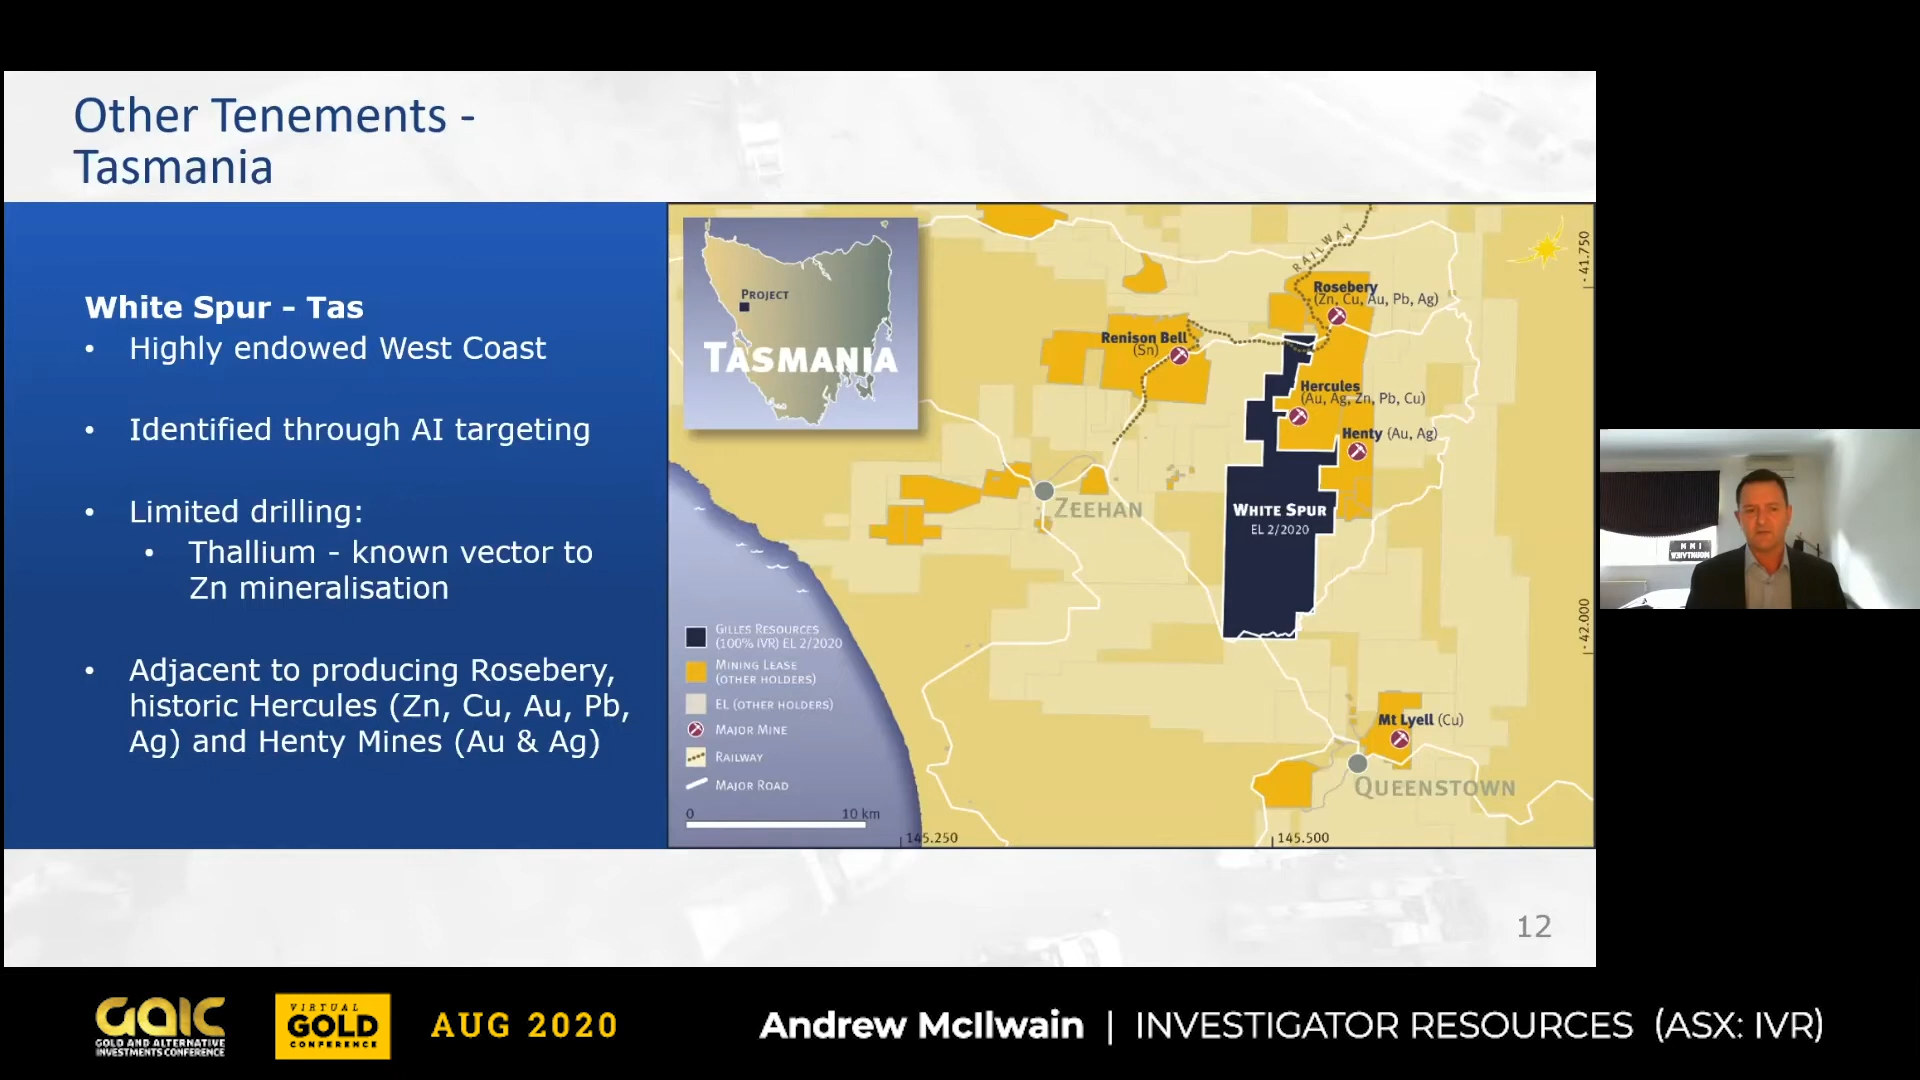 Other Tenements -
Tasmania
White Spur - Tas
• Highly endowed West Coast
• Identified through AI targeting
• Limited drilling:
• Thallium - known vector to
Zn mineralisation
• Adjacent to producing Rosebery,
historic Hercules (Zn, Cu, Au, Pb,
Ag) and Henty Mines (Au & Ag)
PROJECT
TASMANIA
RAILWAY
41.750
Rosebery
(Zn, Cu, Au, Pb, Ag)
Renison Bell
(Sn)
Hercules
(Au, Ag, Zn, Pb, Cu)
Henty (Au, Ag)
ZEEHAN
WHITE SPUR
EL 2/2020
42.000
GILLES RESOURCES
(100% IVR) EL 2/2020
MINING LEASE
(OTHER HOLDERS)
EL (OTHER HOLDERS)
MAJOR MINE
RAILWAY
MAJOR ROAD
0 10 km
Mt Lyell (Cu)
QUEENSTOWN
145.250
145.500
12
GAIC
GOLD AND ALTERNATIVE
INVESTMENTS CONFERENCE
VIRTUAL
GOLD
CONFERENCE
AUG 2020
Andrew McIlwain | INVESTIGATOR RESOURCES (ASX: IVR)